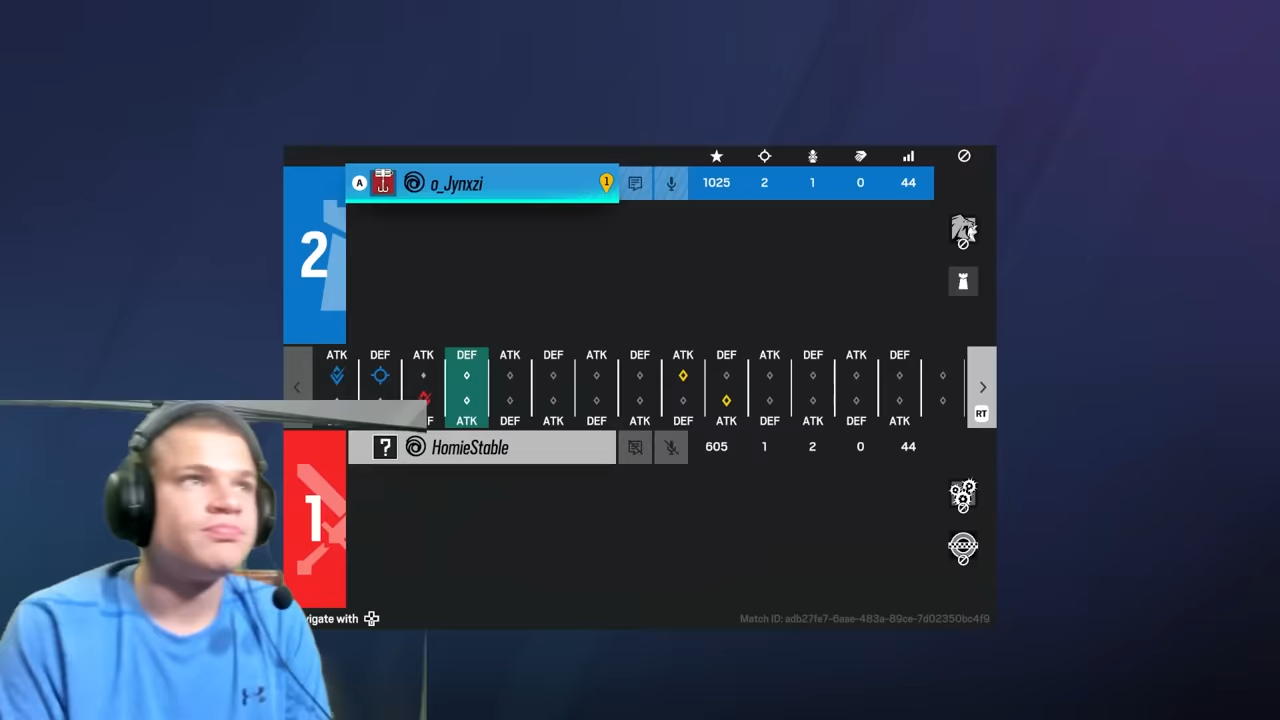 A o_Jynxzi 1 1025 2 1 0 44
2
ATK DEF ATK DEF ATK DEF ATK DEF ATK DEF ATK DEF ATK DEF
RT
ATK DEF ATK DEF ATK DEF ATK DEF ATK DEF ATK
? HomieStable 605 1 2 0 44
1
vigate with
Match ID: adb27fe7-6aae-483a-89ce-7d02350bc4f9